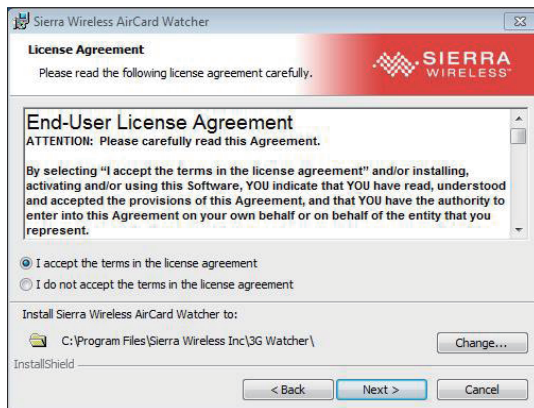 Sierra Wireless AirCard Watcher
License Agreement
Please read the following license agreement carefully.
SIERRA
WIRELESS
End-User License Agreement
ATTENTION: Please carefully read this Agreement.
By selecting “I accept the terms in the license agreement” and/or installing,
activating and/or using this Software, YOU indicate that YOU have read, understood
and accepted the provisions of this Agreement, and that YOU have the authority to
enter into this Agreement on your own behalf or on behalf of the entity that you
represent.
I accept the terms in the license agreement
I do not accept the terms in the license agreement
Install Sierra Wireless AirCard Watcher to:
C:\Program Files\Sierra Wireless Inc\3G Watcher\
Change...
InstallShield
< Back
Next >
Cancel